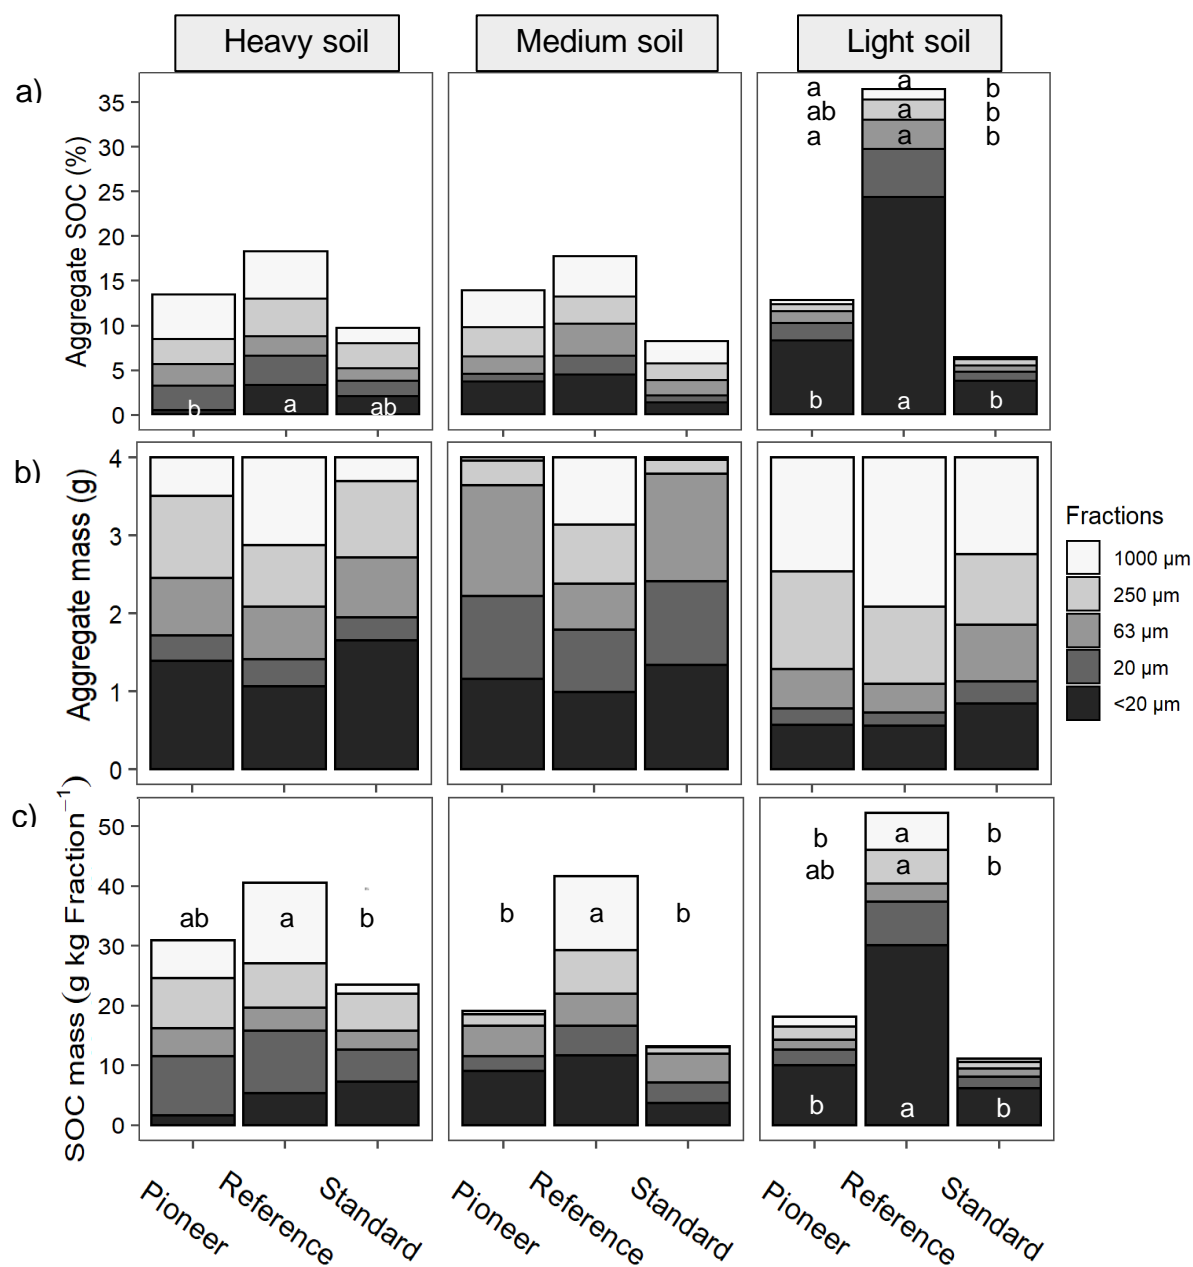 Heavy soil Medium soil Light soil
a)
Aggregate SOC (%)
35
30
25
20
15
10
5
0
b a ab
a a b
ab a b
a a b
b a b
b)
Aggregate mass (g)
4
3
2
1
0
Fractions
1000 µm
250 µm
63 µm
20 µm
<20 µm
c)
SOC mass (g kg Fraction⁻¹)
50
40
30
20
10
0
ab a b
b a b
b a b
ab a b
b a b
Pioneer Reference Standard Pioneer Reference Standard Pioneer Reference Standard